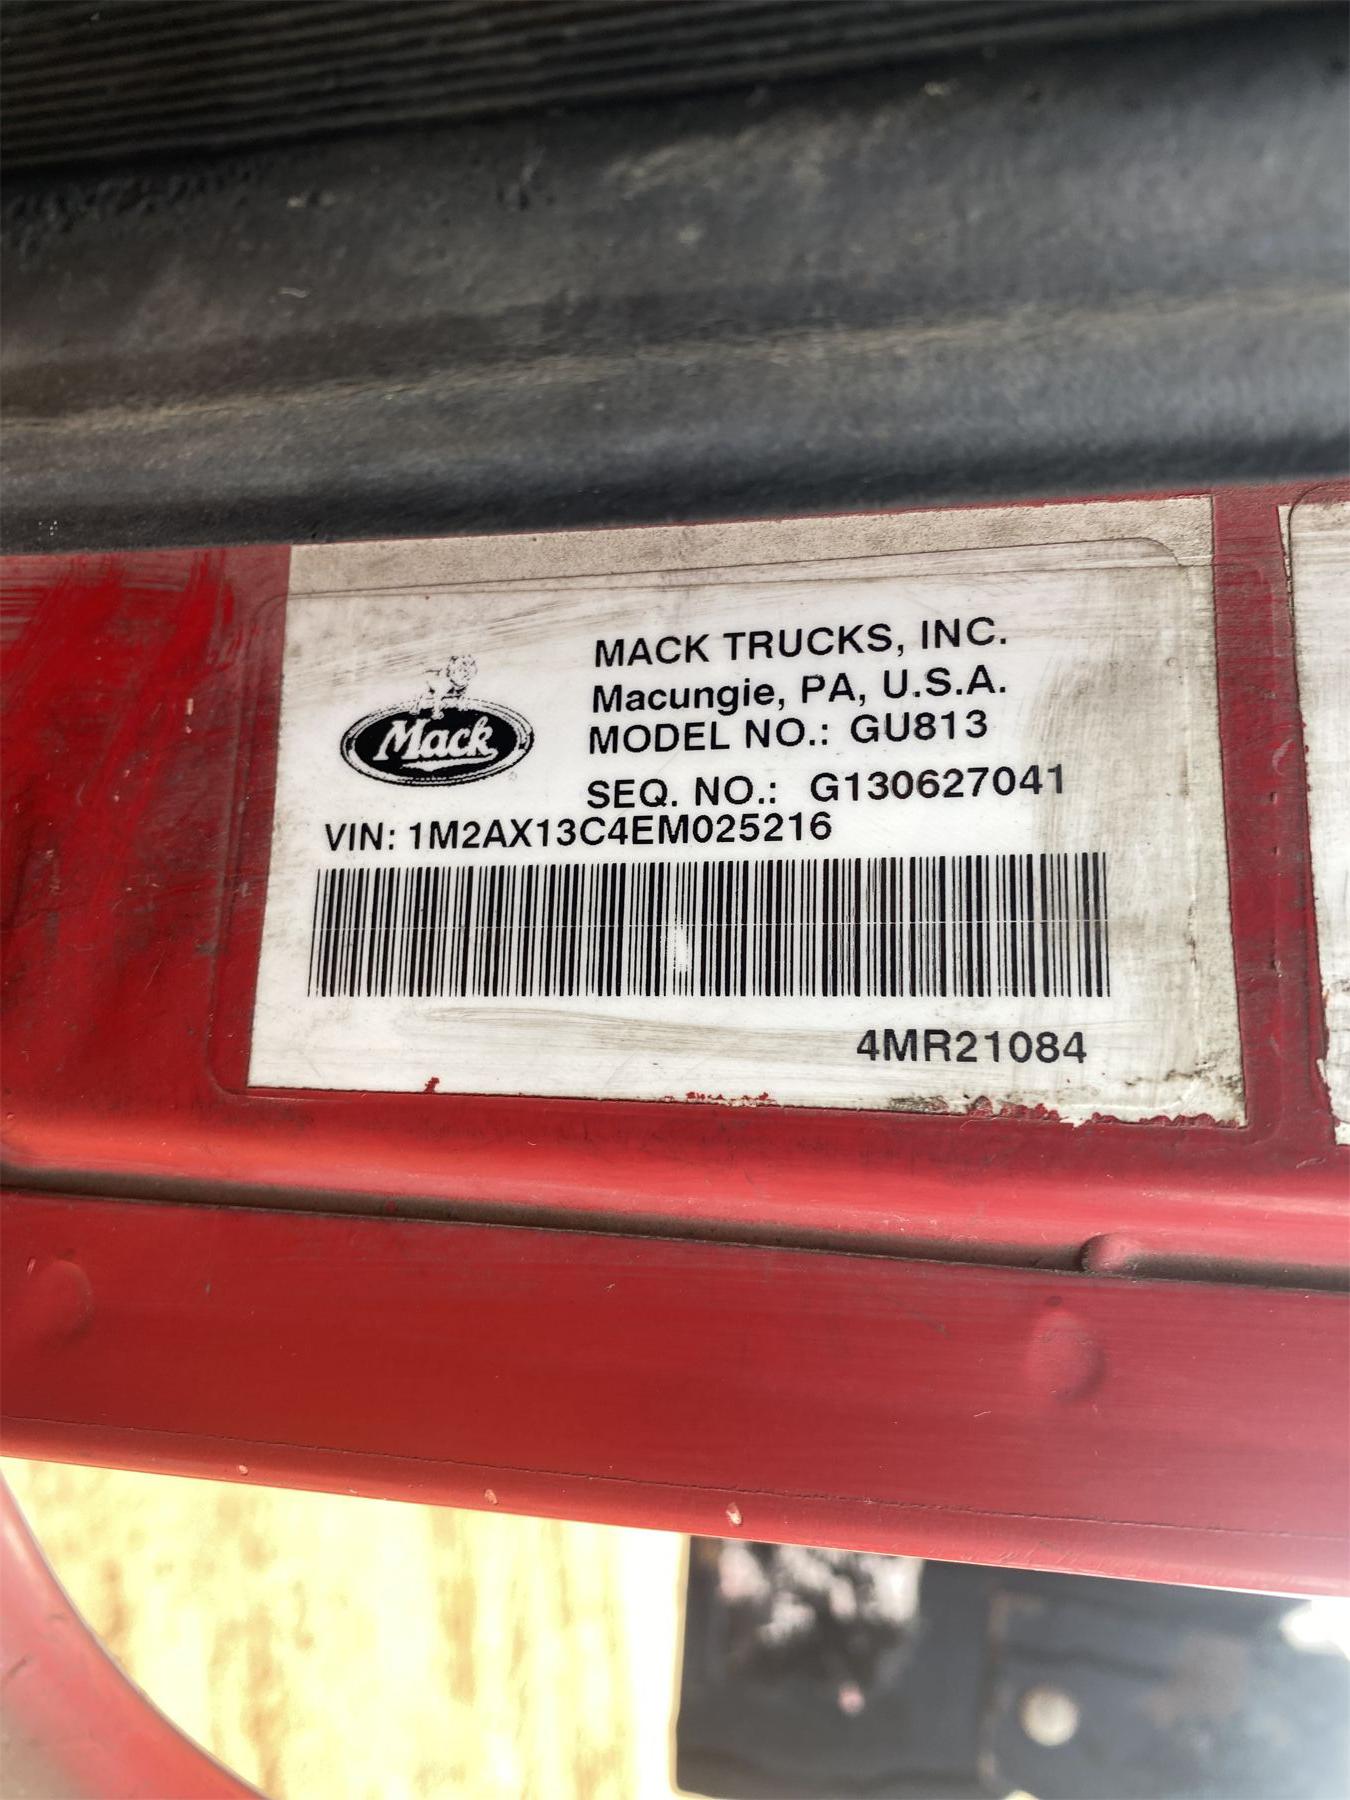 MACK TRUCKS, INC.
Macungie, PA, U.S.A.
Mack
MODEL NO.: GU813
SEQ. NO.: G130627041
VIN: 1M2AX13C4EM025216
4MR21084